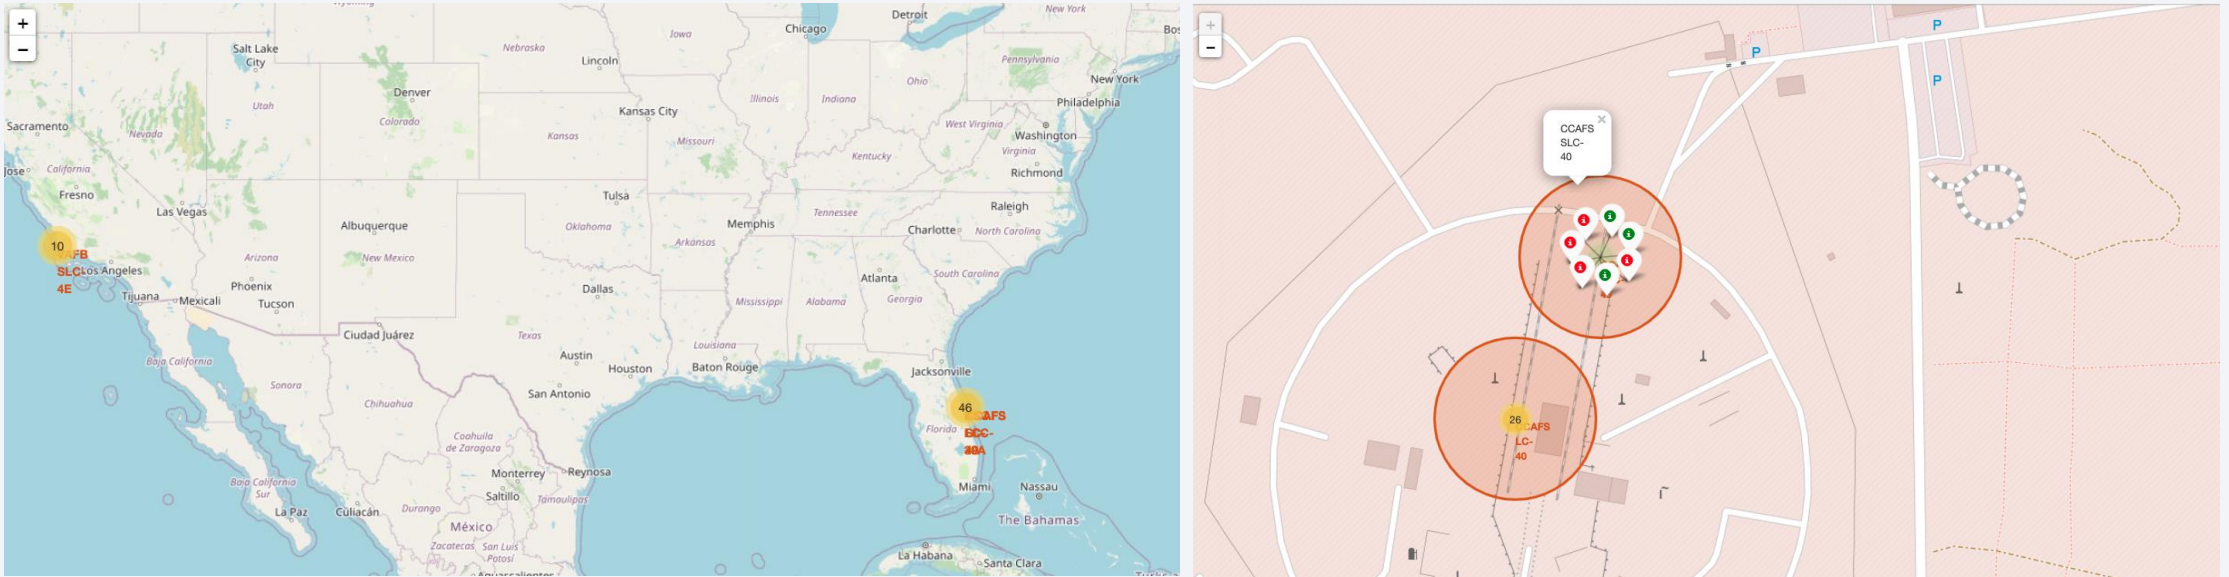 +
−
Wyoming
Salt Lake
City
Nebraska
Iowa
Chicago
Detroit
New York
Lincoln
Pennsylvania
New York
Philadelphia
Ohio
Illinois
Indiana
Denver
Utah
Colorado
Kansas City
Kansas
Missouri
West Virginia
Washington
Virginia
Richmond
Kentucky
Sacramento
Nevada
California
Jose
Fresno
Las Vegas
Tulsa
Albuquerque
Oklahoma
Memphis
Tennessee
Raleigh
Charlotte
North Carolina
Arkansas
10
SLC-
4E
Los Angeles
Arizona
New Mexico
Phoenix
Tucson
Tijuana
Mexicali
Atlanta
South Carolina
Georgia
Dallas
Mississippi
Alabama
Ciudad Juárez
Texas
Louisiana
Austin
Houston
Baton Rouge
Jacksonville
San Antonio
Baja California
Sonora
Chihuahua
46
Florida
Coahuila
de Zaragoza
Monterrey
Reynosa
Saltillo
Tamaulipas
Miami
Nassau
The Bahamas
Baja California
Sur
La Paz
Culiacán
Durango
México
Zacatecas
San Luis
Potosí
Aguascalientes
La Habana
Santa Clara
+
−
P
P
P
CCAFS
SLC-
40
×
26
CCAFS
LC-
40